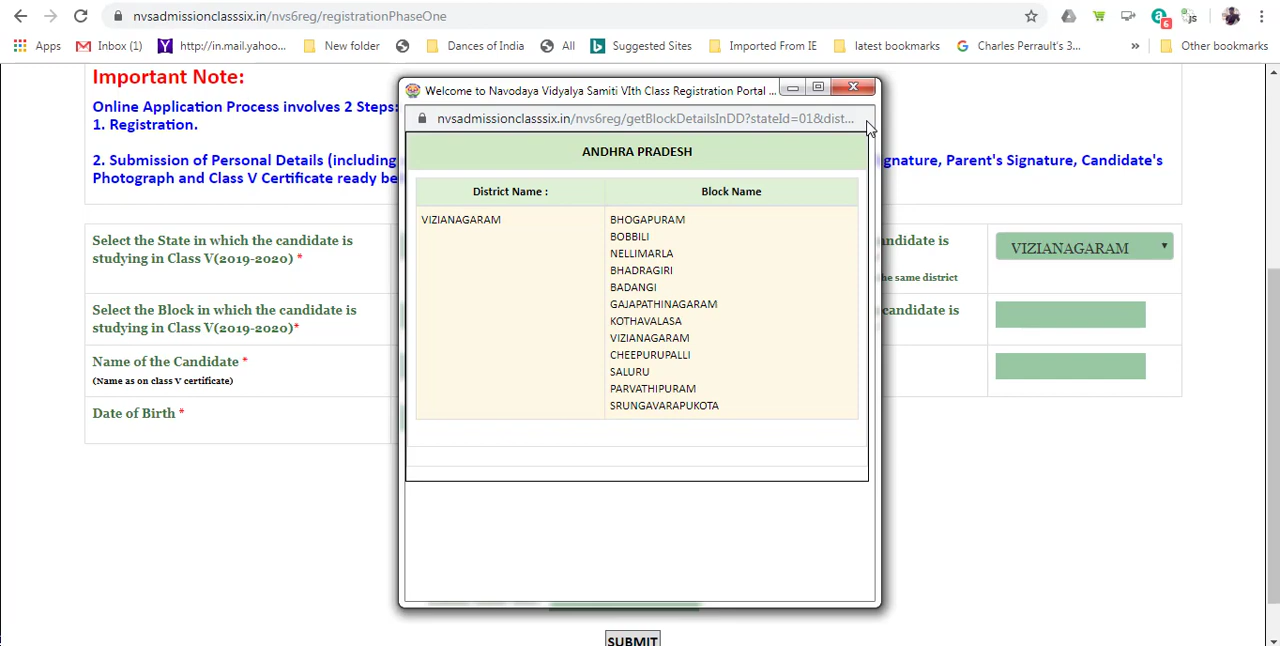 nvsadmissionclasssix.in/nvs6reg/registrationPhaseOne
Apps
Inbox (1)
http://in.mail.yahoo...
New folder
Dances of India
All
Suggested Sites
Imported From IE
latest bookmarks
Charles Perrault's 3...
»
Other bookmarks
6
js
Important Note:
Online Application Process involves 2 Steps:
1. Registration.
2. Submission of Personal Details (including
gnature, Parent's Signature, Candidate's
Photograph and Class V Certificate ready be
Welcome to Navodaya Vidyalya Samiti VIth Class Registration Portal ...
nvsadmissionclasssix.in/nvs6reg/getBlockDetailsInDD?stateId=01&dist...
ANDHRA PRADESH
District Name :
Block Name
VIZIANAGARAM
BHOGAPURAM
BOBBILI
NELLIMARLA
BHADRAGIRI
BADANGI
GAJAPATHINAGARAM
KOTHAVALASA
VIZIANAGARAM
CHEEPURUPALLI
SALURU
PARVATHIPURAM
SRUNGAVARAPUKOTA
Select the State in which the candidate is
studying in Class V(2019-2020) *
ndidate is
he same district
VIZIANAGARAM
Select the Block in which the candidate is
studying in Class V(2019-2020)*
candidate is
Name of the Candidate *
(Name as on class V certificate)
Date of Birth *
SUBMIT